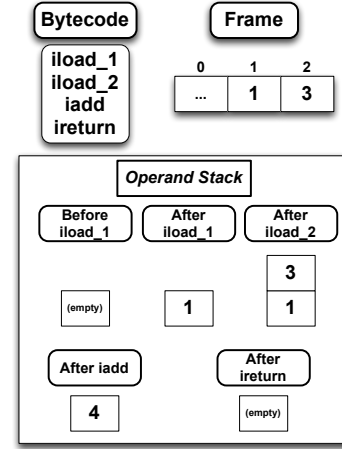 Bytecode
Frame
iload_1
iload_2
iadd
ireturn
0 1 2
... 1 3
Operand Stack
Before
iload_1
After
iload_1
After
iload_2
3
(empty) 1 1
After iadd
After
ireturn
4
(empty)